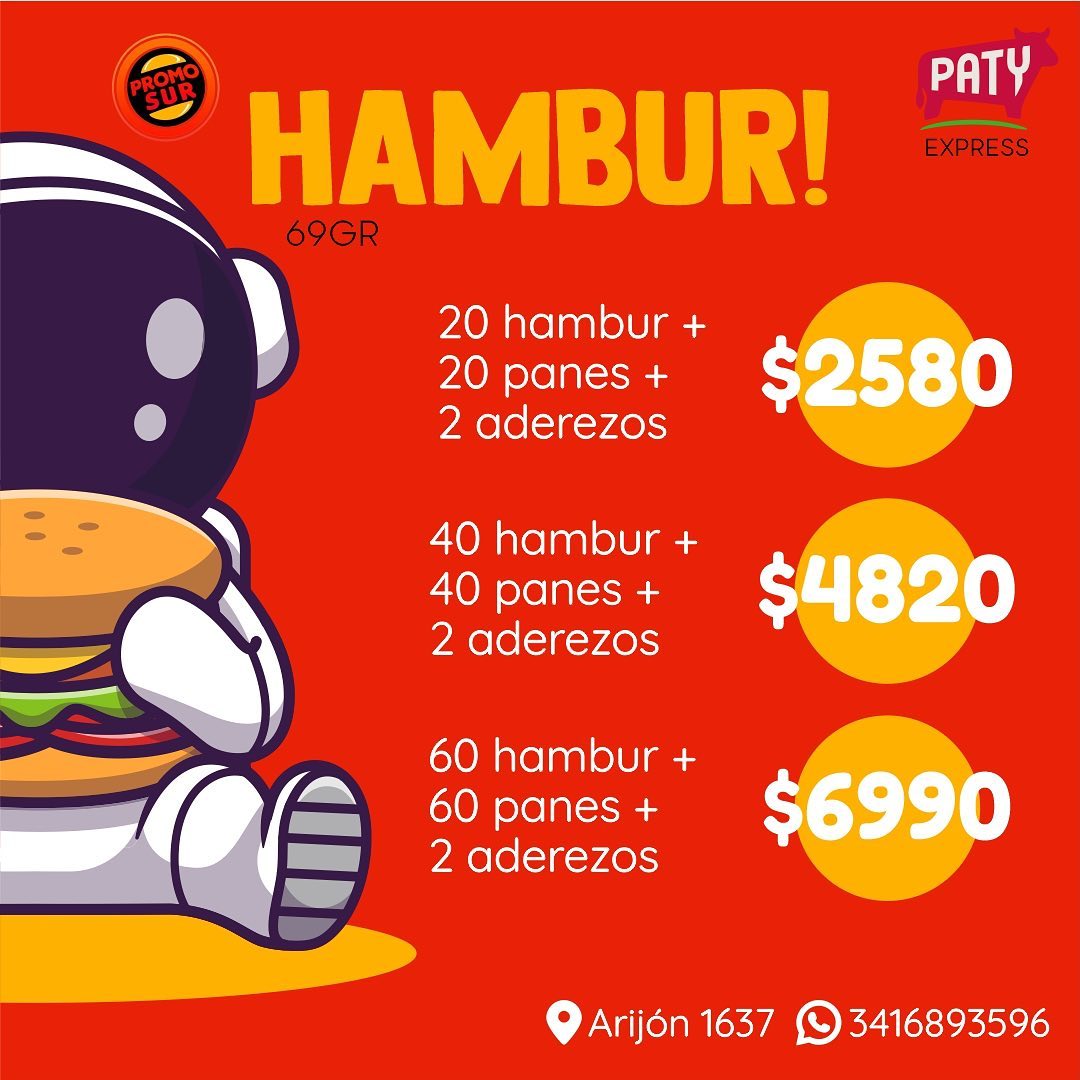 PROMO
SUR
HAMBUR!
69GR
PATY
EXPRESS
20 hambur +
20 panes +
2 aderezos
$2580
40 hambur +
40 panes +
2 aderezos
$4820
60 hambur +
60 panes +
2 aderezos
$6990
Arijón 1637
3416893596